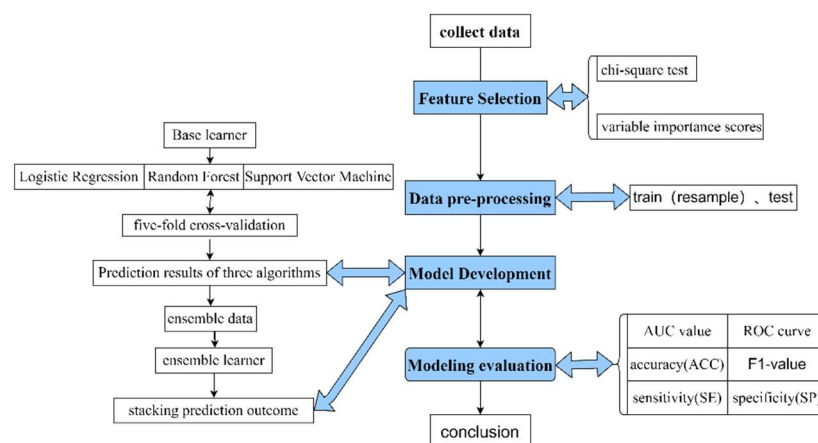 collect data
chi-square test
Feature Selection
variable importance scores
Base learner
Logistic Regression Random Forest Support Vector Machine
Data pre-processing
train (resample)、test
five-fold cross-validation
Prediction results of three algorithms
Model Development
ensemble data
ensemble learner
stacking prediction outcome
Modeling evaluation
AUC value ROC curve
accuracy(ACC) F1-value
sensitivity(SE) specificity(SP)
conclusion